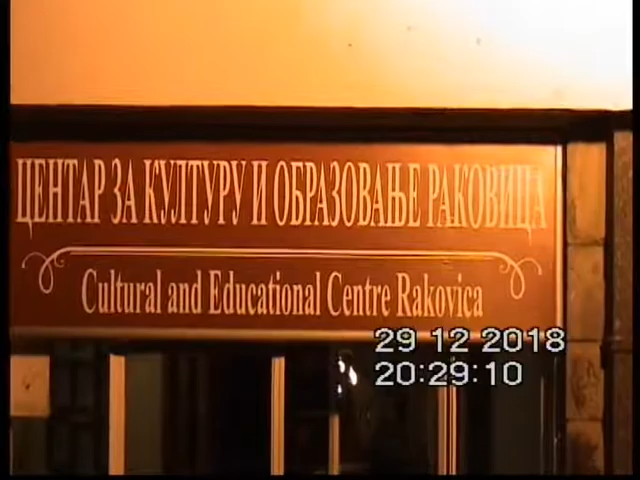 ЦЕНТАР ЗА КУЛТУРУ И ОБРАЗОВАЊЕ РАКОВИЦА
Cultural and Educational Centre Rakovica
29 12 2018
20:29:10